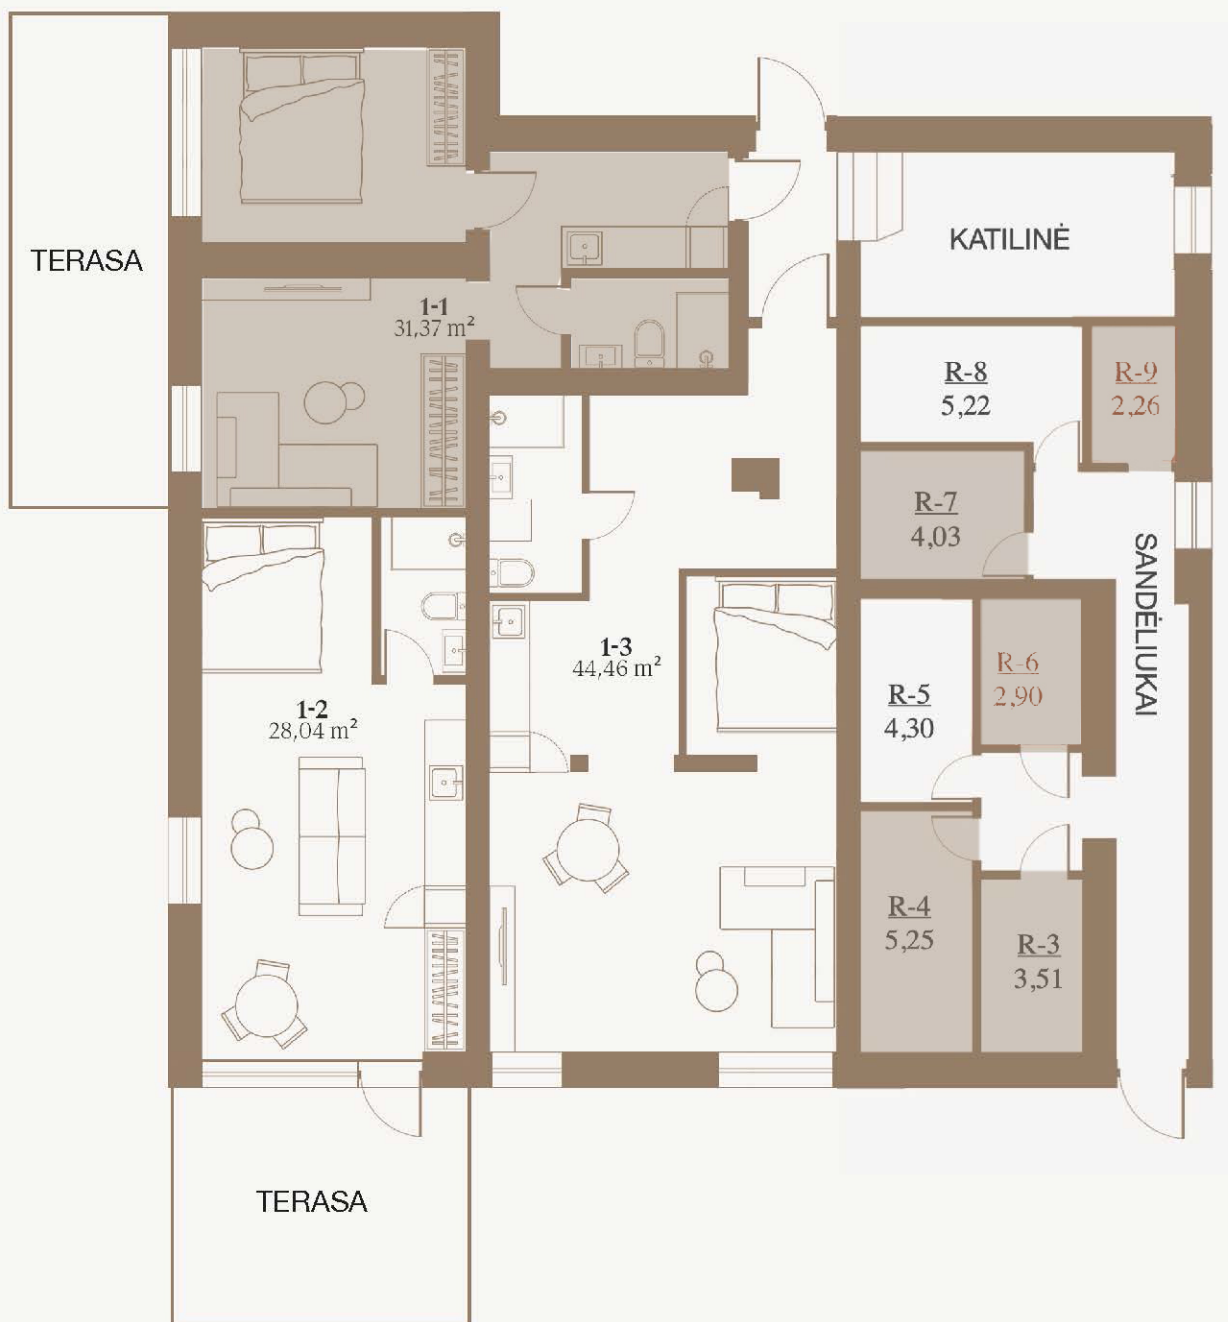 TERASA
KATILINĖ
1-1
31,37 m²
R-8
5,22
R-9
2,26
R-7
4,03
SANDĖLIUKAI
1-3
44,46 m²
R-6
2,90
R-5
4,30
1-2
28,04 m²
R-4
5,25
R-3
3,51
TERASA